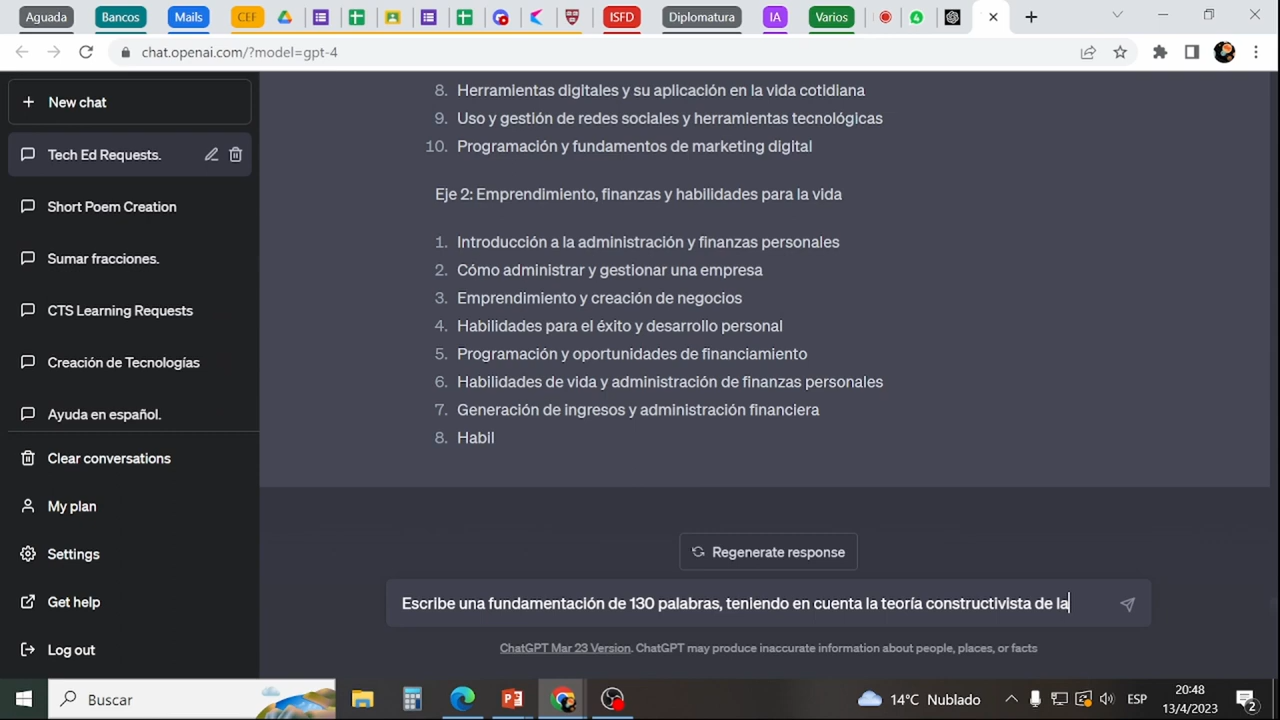 Aguada
Bancos
Mails
CEF
ISFD
Diplomatura
IA
Varios
chat.openai.com/?model=gpt-4
New chat
Tech Ed Requests.
Short Poem Creation
Sumar fracciones.
CTS Learning Requests
Creación de Tecnologías
Ayuda en español.
Clear conversations
My plan
Settings
Get help
Log out
8. Herramientas digitales y su aplicación en la vida cotidiana
9. Uso y gestión de redes sociales y herramientas tecnológicas
10. Programación y fundamentos de marketing digital
Eje 2: Emprendimiento, finanzas y habilidades para la vida
1. Introducción a la administración y finanzas personales
2. Cómo administrar y gestionar una empresa
3. Emprendimiento y creación de negocios
4. Habilidades para el éxito y desarrollo personal
5. Programación y oportunidades de financiamiento
6. Habilidades de vida y administración de finanzas personales
7. Generación de ingresos y administración financiera
8. Habil
Regenerate response
Escribe una fundamentación de 130 palabras, teniendo en cuenta la teoría constructivista de la
ChatGPT Mar 23 Version. ChatGPT may produce inaccurate information about people, places, or facts
Buscar
14°C Nublado
ESP
20:48
13/4/2023
2